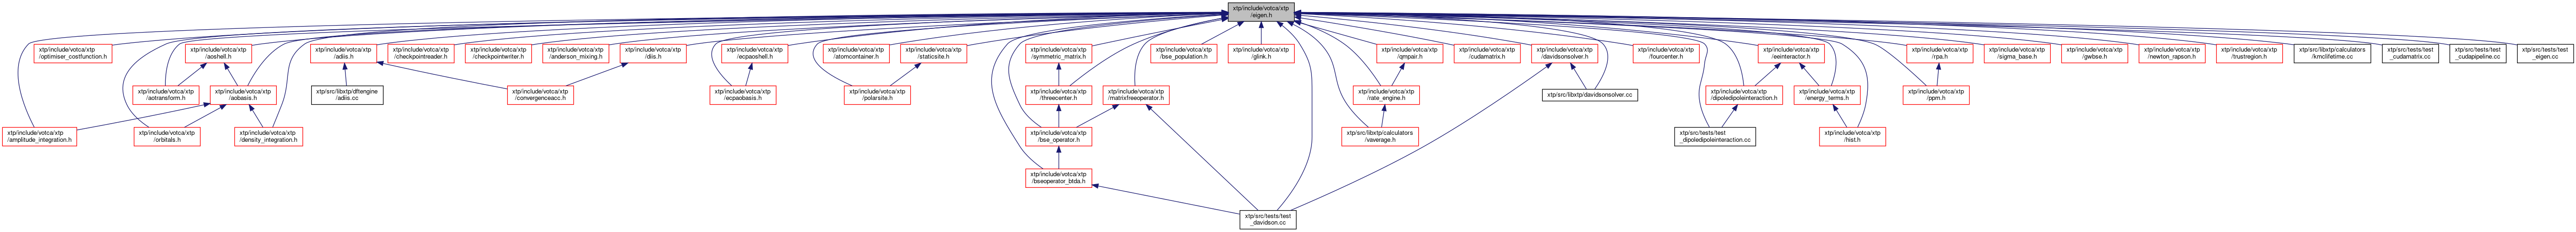 xtp/include/votca/xtp
/eigen.h
xtp/include/votca/xtp
/optimiser_costfunction.h
xtp/include/votca/xtp
/aoshell.h
xtp/include/votca/xtp
/adiis.h
xtp/include/votca/xtp
/checkpointreader.h
xtp/include/votca/xtp
/checkpointwriter.h
xtp/include/votca/xtp
/anderson_mixing.h
xtp/include/votca/xtp
/diis.h
xtp/include/votca/xtp
/ecpaoshell.h
xtp/include/votca/xtp
/atomcontainer.h
xtp/include/votca/xtp
/staticsite.h
xtp/include/votca/xtp
/symmetric_matrix.h
xtp/include/votca/xtp
/bse_population.h
xtp/include/votca/xtp
/glink.h
xtp/include/votca/xtp
/qmpair.h
xtp/include/votca/xtp
/cudamatrix.h
xtp/include/votca/xtp
/davidsonsolver.h
xtp/include/votca/xtp
/fourcenter.h
xtp/include/votca/xtp
/eeinteractor.h
xtp/include/votca/xtp
/rpa.h
xtp/include/votca/xtp
/sigma_base.h
xtp/include/votca/xtp
/gwbse.h
xtp/include/votca/xtp
/newton_rapson.h
xtp/include/votca/xtp
/trustregion.h
xtp/src/libxtp/calculators
/kmclifetime.cc
xtp/src/tests/test
_cudamatrix.cc
xtp/src/tests/test
_cudapipeline.cc
xtp/src/tests/test
_eigen.cc
xtp/include/votca/xtp
/aotransform.h
xtp/include/votca/xtp
/aobasis.h
xtp/src/libxtp/dftengine
/adiis.cc
xtp/include/votca/xtp
/convergenceacc.h
xtp/include/votca/xtp
/ecpaobasis.h
xtp/include/votca/xtp
/polarsite.h
xtp/include/votca/xtp
/threecenter.h
xtp/include/votca/xtp
/matrixfreeoperator.h
xtp/include/votca/xtp
/rate_engine.h
xtp/src/libxtp/davidsonsolver.cc
xtp/include/votca/xtp
/dipoledipoleinteraction.h
xtp/include/votca/xtp
/energy_terms.h
xtp/include/votca/xtp
/ppm.h
xtp/include/votca/xtp
/amplitude_integration.h
xtp/include/votca/xtp
/orbitals.h
xtp/include/votca/xtp
/density_integration.h
xtp/include/votca/xtp
/bse_operator.h
xtp/src/libxtp/calculators
/vaverage.h
xtp/src/tests/test
_dipoledipoleinteraction.cc
xtp/include/votca/xtp
/hist.h
xtp/include/votca/xtp
/bseoperator_btda.h
xtp/src/tests/test
_davidson.cc